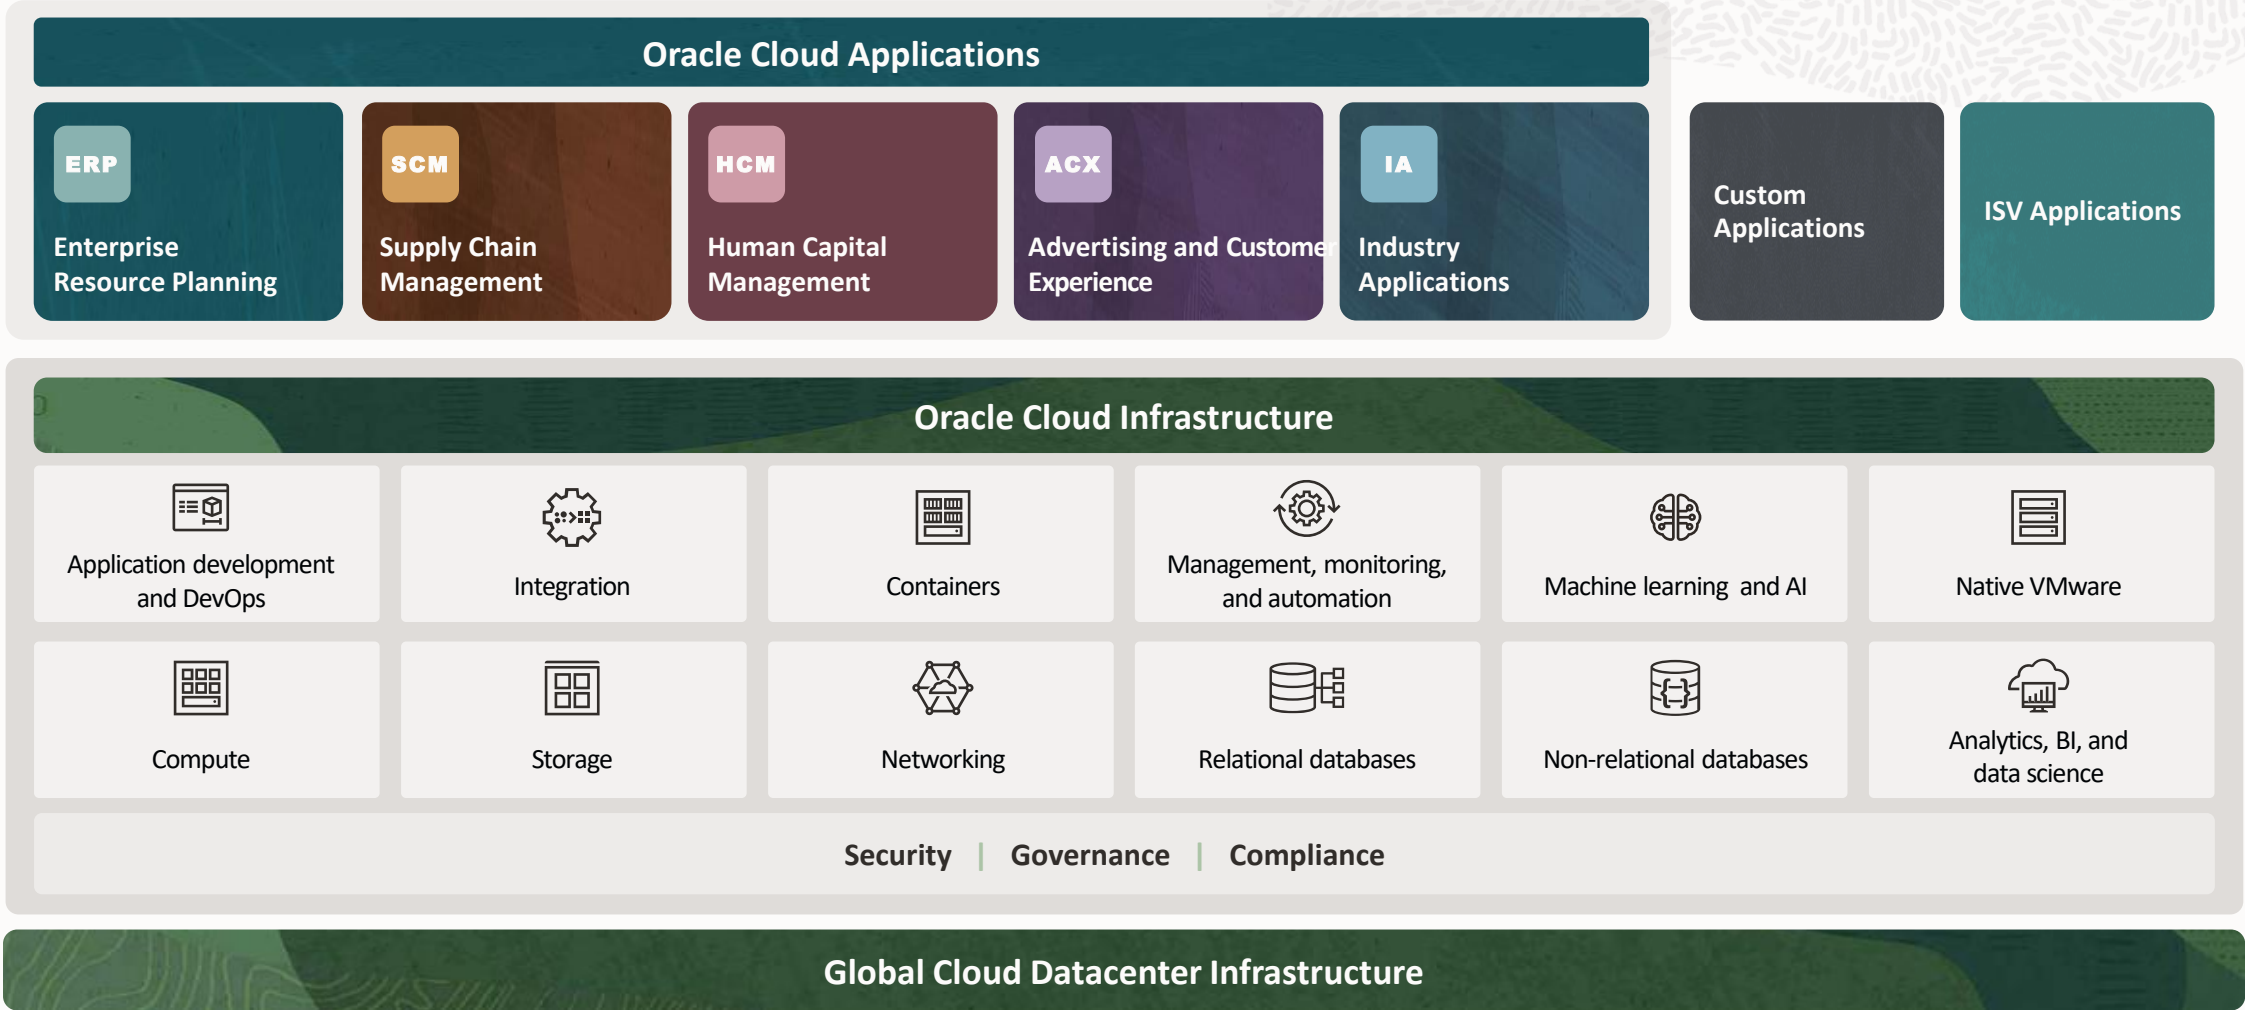 Oracle Cloud Applications
ERP
Enterprise
Resource Planning
SCM
Supply Chain
Management
HCM
Human Capital
Management
ACX
Advertising and Customer
Experience
IA
Industry
Applications
Custom
Applications
ISV Applications
Oracle Cloud Infrastructure
Application development
and DevOps
Integration
Containers
Management, monitoring,
and automation
Machine learning and AI
Native VMware
Compute
Storage
Networking
Relational databases
Non-relational databases
Analytics, BI, and
data science
Security | Governance | Compliance
Global Cloud Datacenter Infrastructure